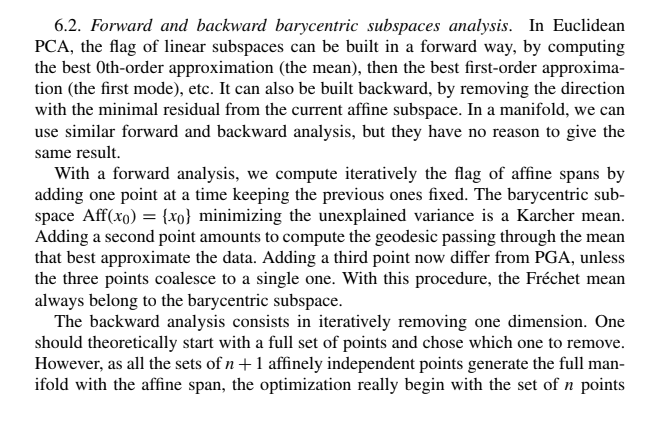 6.2. Forward and backward barycentric subspaces analysis. In Euclidean
PCA, the flag of linear subspaces can be built in a forward way, by computing
the best 0th-order approximation (the mean), then the best first-order approxima-
tion (the first mode), etc. It can also be built backward, by removing the direction
with the minimal residual from the current affine subspace. In a manifold, we can
use similar forward and backward analysis, but they have no reason to give the
same result.
With a forward analysis, we compute iteratively the flag of affine spans by
adding one point at a time keeping the previous ones fixed. The barycentric sub-
space Aff(x₀) = {x₀} minimizing the unexplained variance is a Karcher mean.
Adding a second point amounts to compute the geodesic passing through the mean
that best approximate the data. Adding a third point now differ from PGA, unless
the three points coalesce to a single one. With this procedure, the Fréchet mean
always belong to the barycentric subspace.
The backward analysis consists in iteratively removing one dimension. One
should theoretically start with a full set of points and chose which one to remove.
However, as all the sets of n + 1 affinely independent points generate the full man-
ifold with the affine span, the optimization really begin with the set of n points